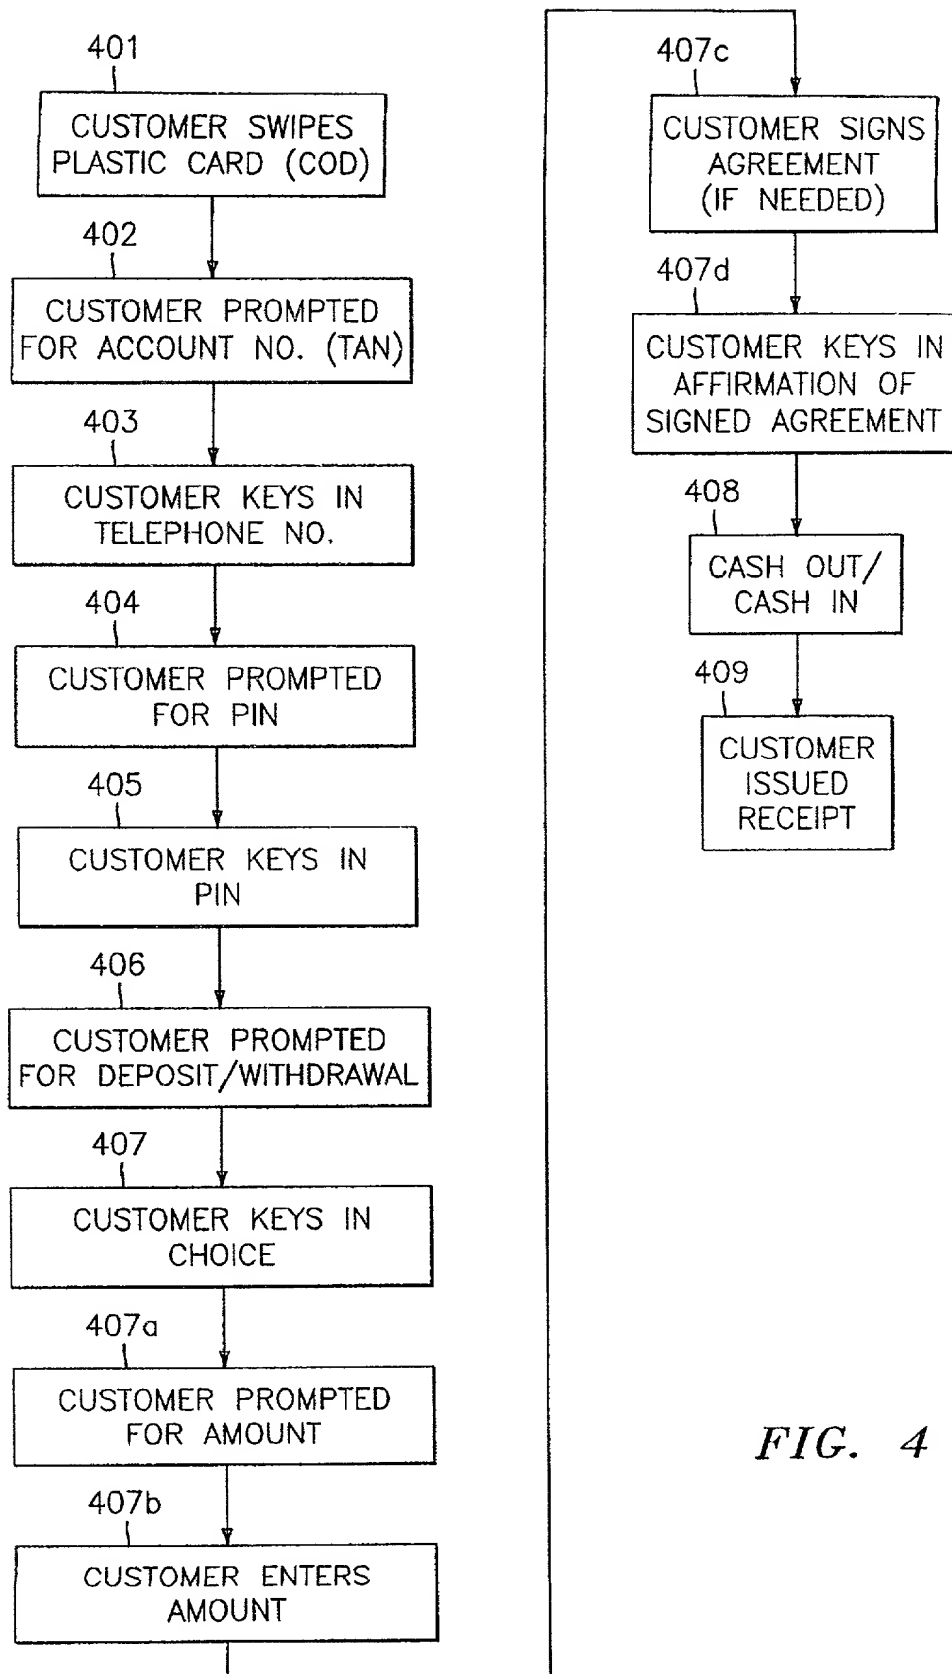 401
CUSTOMER SWIPES
PLASTIC CARD (COD)
402
CUSTOMER PROMPTED
FOR ACCOUNT NO. (TAN)
403
CUSTOMER KEYS IN
TELEPHONE NO.
404
CUSTOMER PROMPTED
FOR PIN
405
CUSTOMER KEYS IN
PIN
406
CUSTOMER PROMPTED
FOR DEPOSIT/WITHDRAWAL
407
CUSTOMER KEYS IN
CHOICE
407a
CUSTOMER PROMPTED
FOR AMOUNT
407b
CUSTOMER ENTERS
AMOUNT
407c
CUSTOMER SIGNS
AGREEMENT
(IF NEEDED)
407d
CUSTOMER KEYS IN
AFFIRMATION OF
SIGNED AGREEMENT
408
CASH OUT/
CASH IN
409
CUSTOMER
ISSUED
RECEIPT
FIG. 4